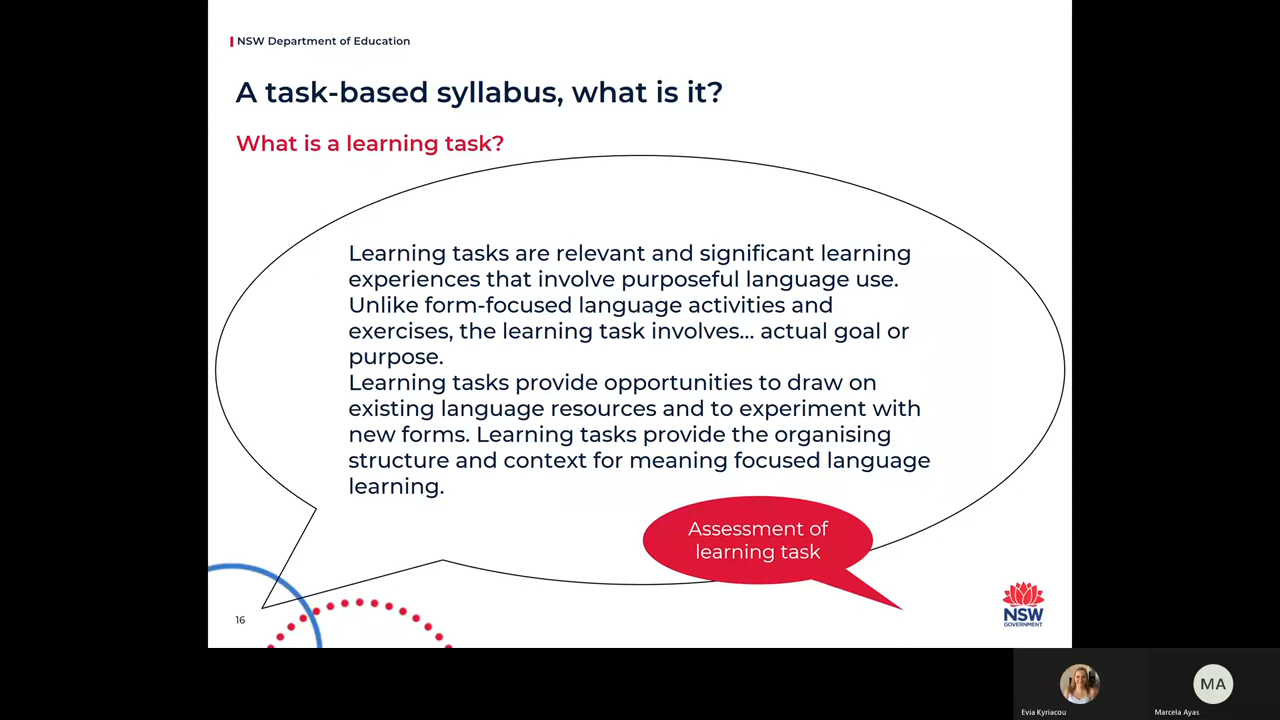 NSW Department of Education
A task-based syllabus, what is it?
What is a learning task?
Learning tasks are relevant and significant learning
experiences that involve purposeful language use.
Unlike form-focused language activities and
exercises, the learning task involves... actual goal or
purpose.
Learning tasks provide opportunities to draw on
existing language resources and to experiment with
new forms. Learning tasks provide the organising
structure and context for meaning focused language
learning.
Assessment of
learning task
16
NSW
GOVERNMENT
MA
Evia Kyriacou
Marcela Ayas